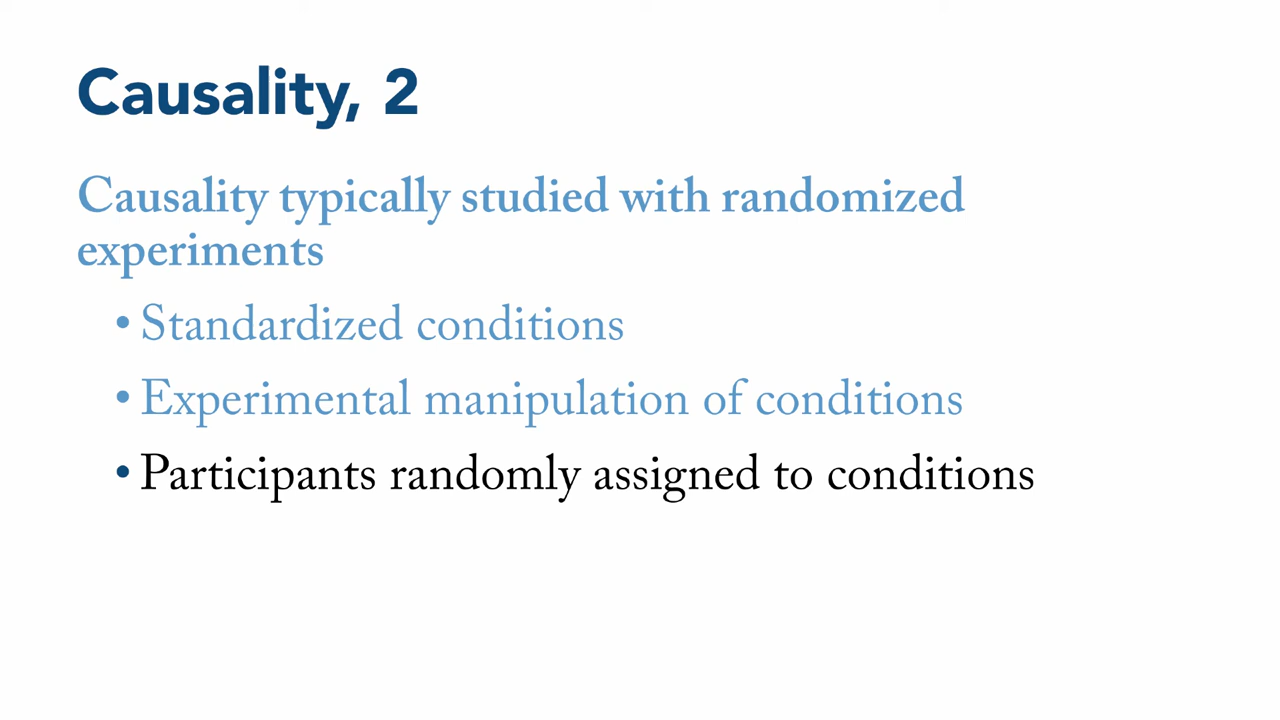 Causality, 2
Causality typically studied with randomized
experiments
• Standardized conditions
• Experimental manipulation of conditions
• Participants randomly assigned to conditions